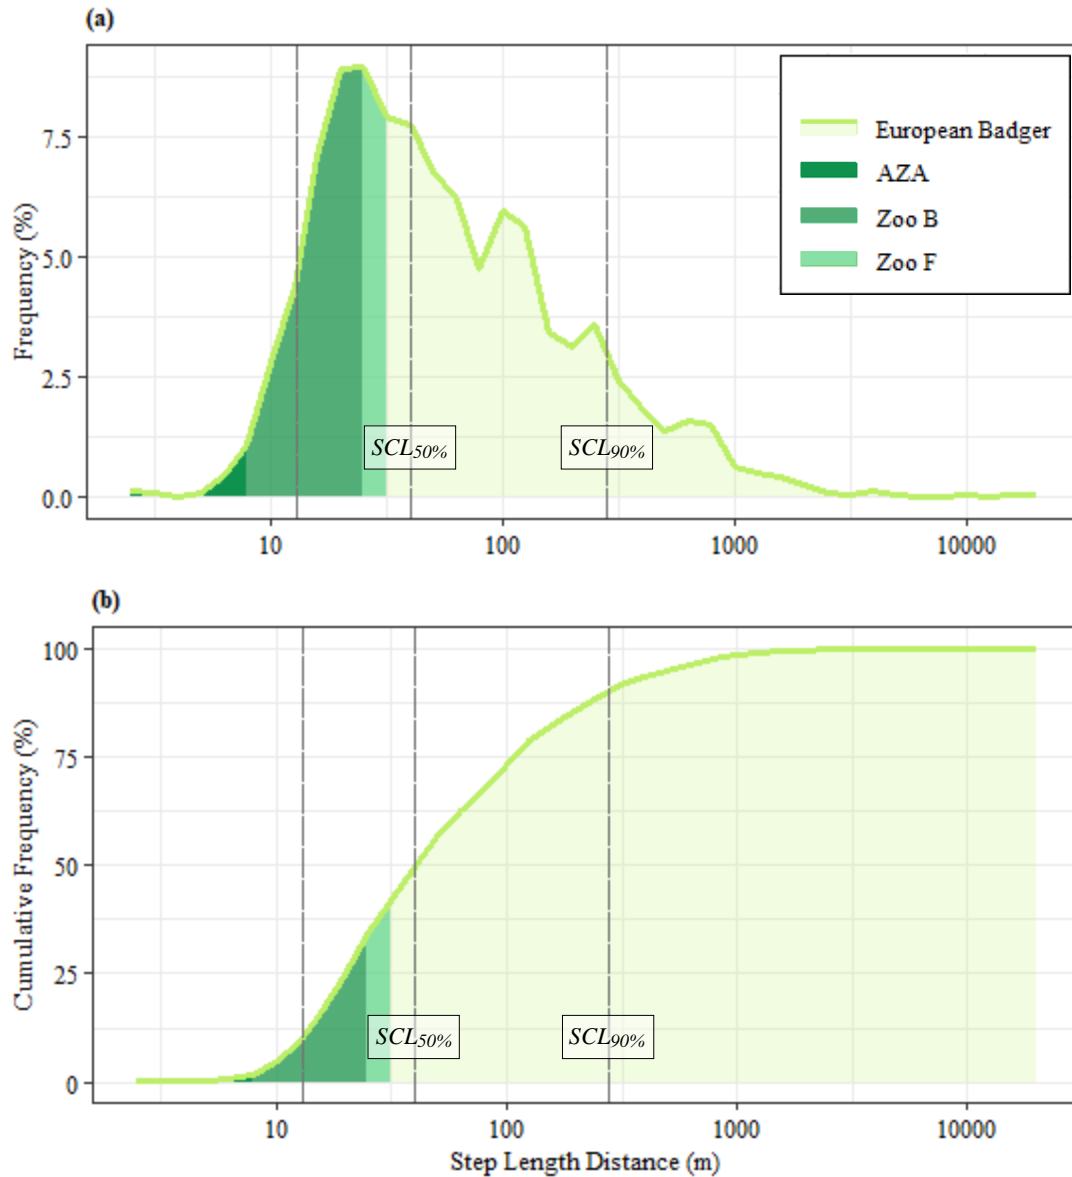 (a)
Frequency (%)
7.5
5.0
2.5
0.0
European Badger
AZA
Zoo B
Zoo F
SCL50%
SCL90%
10
100
1000
10000
(b)
Cumulative Frequency (%)
100
75
50
25
0
SCL50%
SCL90%
10
100
1000
10000
Step Length Distance (m)